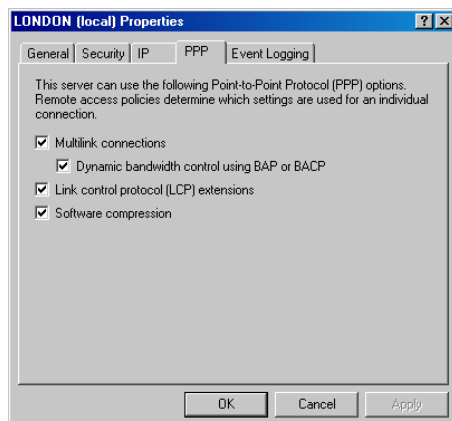 LONDON (local) Properties
General Security IP PPP Event Logging
This server can use the following Point-to-Point Protocol (PPP) options.
Remote access policies determine which settings are used for an individual
connection.
Multilink connections
Dynamic bandwidth control using BAP or BACP
Link control protocol (LCP) extensions
Software compression
OK Cancel Apply